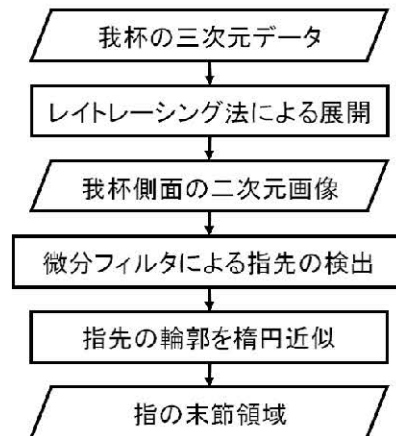 我杯の三次元データ
レイトレーシング法による展開
我杯側面の二次元画像
微分フィルタによる指先の検出
指先の輪郭を楕円近似
指の末節領域